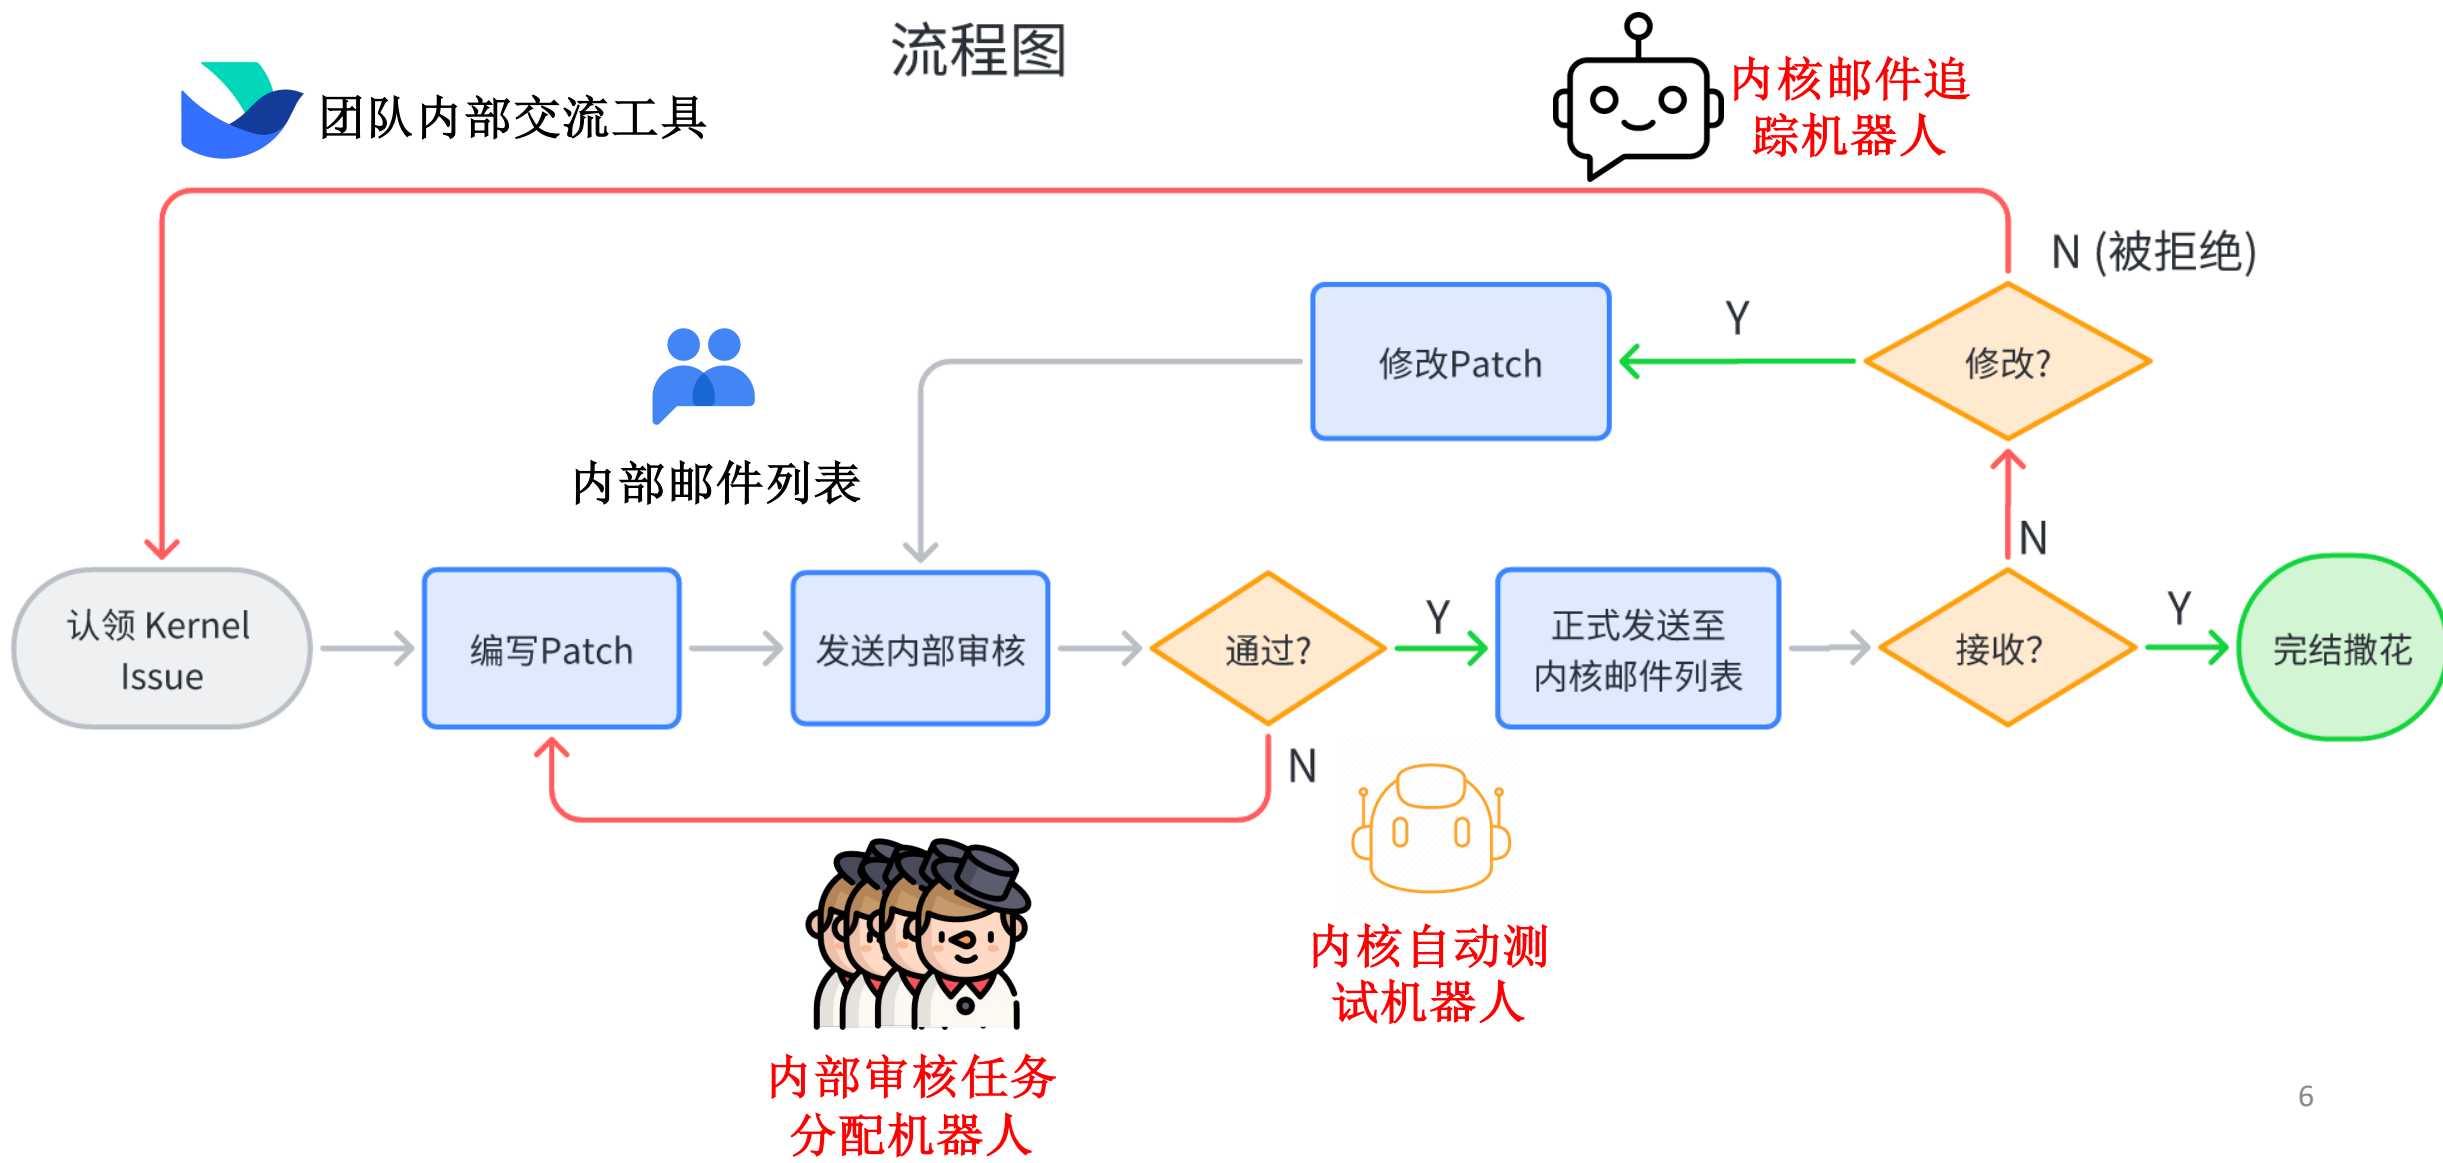 流程图
团队内部交流工具
内核邮件追
踪机器人
N (被拒绝)
Y
修改Patch
修改?
内部邮件列表
N
认领 Kernel
Issue
编写Patch
发送内部审核
通过?
Y
正式发送至
内核邮件列表
接收?
Y
完结撒花
N
内核自动测
试机器人
内部审核任务
分配机器人
6